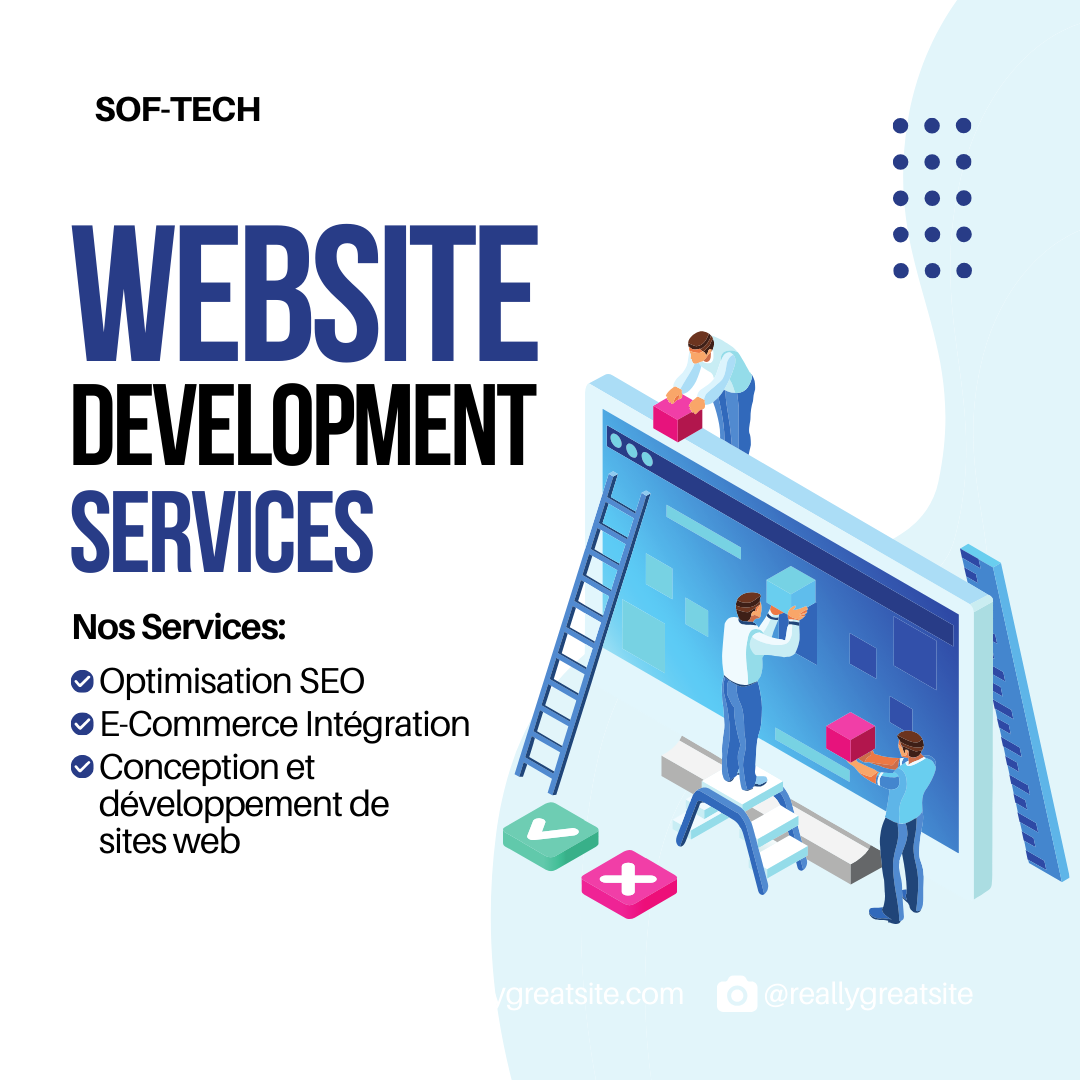 SOF-TECH
WEBSITE
DEVELOPMENT
SERVICES
Nos Services:
Optimisation SEO
E-Commerce Intégration
Conception et
développement de
sites web
@reallygreatsite